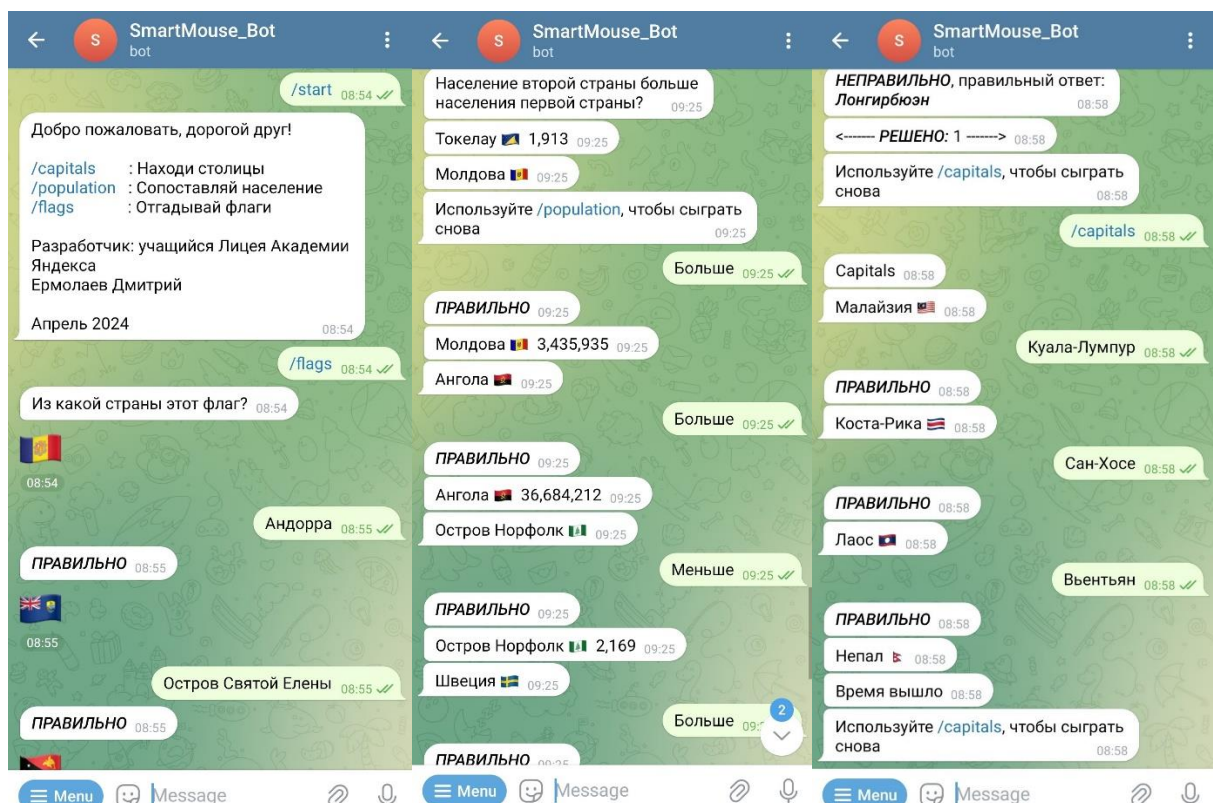 SmartMouse_Bot
bot
/start 08:54
Добро пожаловать, дорогой друг!
/capitals : Находи столицы
/population : Сопоставляй население
/flags : Отгадывай флаги
Разработчик: учащийся Лицея Академии
Яндекса
Ермолаев Дмитрий
Апрель 2024 08:54
/flags 08:54
Из какой страны этот флаг? 08:54
08:54
Андорра 08:55
ПРАВИЛЬНО 08:55
08:55
Остров Святой Елены 08:55
ПРАВИЛЬНО 08:55
Menu Message
SmartMouse_Bot
bot
Население второй страны больше
населения первой страны? 09:25
Токелау 1,913 09:25
Молдова 09:25
Используйте /population, чтобы сыграть
снова 09:25
Больше 09:25
ПРАВИЛЬНО 09:25
Молдова 3,435,935 09:25
Ангола 09:25
Больше 09:25
ПРАВИЛЬНО 09:25
Ангола 36,684,212 09:25
Остров Норфолк 09:25
Меньше 09:25
ПРАВИЛЬНО 09:25
Остров Норфолк 2,169 09:25
Швеция 09:25
Больше
2
ПРАВИЛЬНО 09:25
Menu Message
SmartMouse_Bot
bot
НЕПРАВИЛЬНО, правильный ответ:
Лонгирбюэн 08:58
<------- РЕШЕНО: 1 -------> 08:58
Используйте /capitals, чтобы сыграть
снова 08:58
/capitals 08:58
Capitals 08:58
Малайзия 08:58
Куала-Лумпур 08:58
ПРАВИЛЬНО 08:58
Коста-Рика 08:58
Сан-Хосе 08:58
ПРАВИЛЬНО 08:58
Лаос 08:58
Вьентьян 08:58
ПРАВИЛЬНО 08:58
Непал 08:58
Время вышло 08:58
Используйте /capitals, чтобы сыграть
снова 08:58
Menu Message